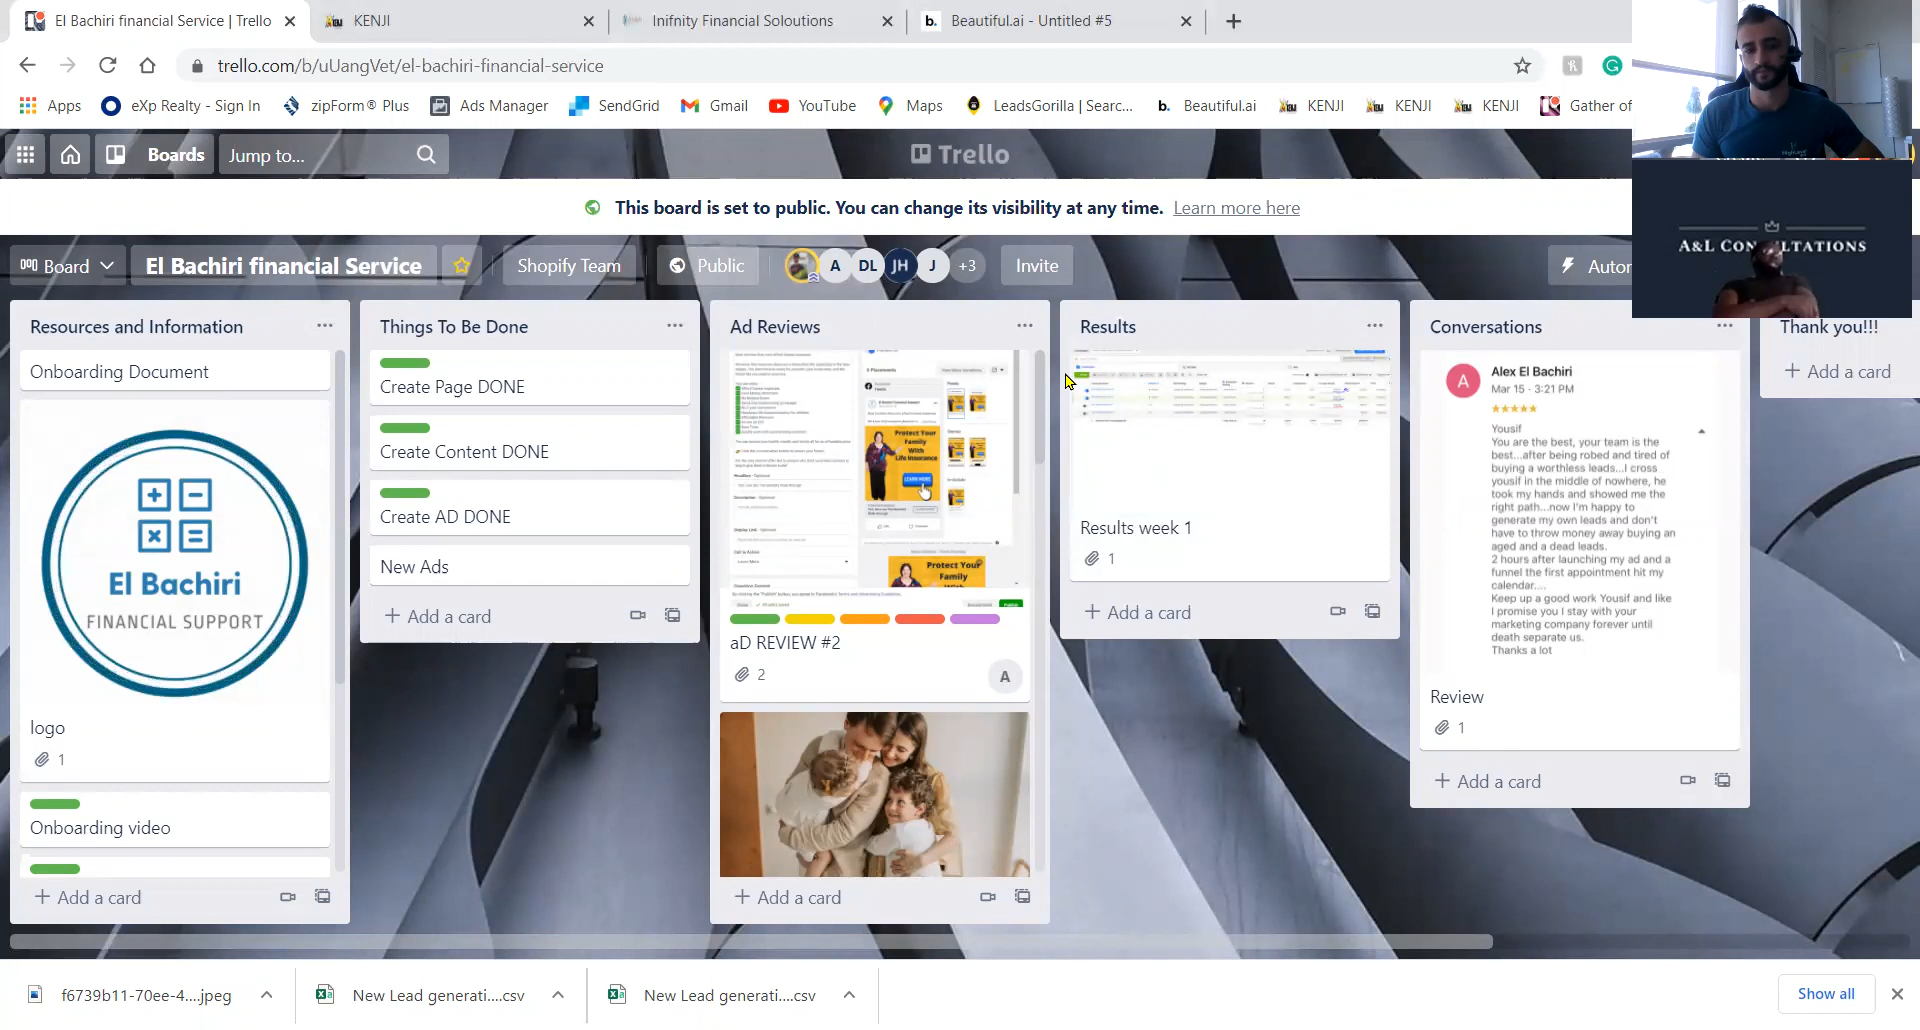 El Bachiri financial Service | Trello
KENJI
Inifnity Financial Soloutions
b. Beautiful.ai - Untitled #5
trello.com/b/uUangVet/el-bachiri-financial-service
Apps
eXp Realty - Sign In
zipForm® Plus
Ads Manager
SendGrid
Gmail
YouTube
Maps
LeadsGorilla | Searc...
b. Beautiful.ai
KENJI
KENJI
KENJI
Gather of
Boards
Jump to...
Trello
This board is set to public. You can change its visibility at any time. Learn more here
A&L CON TATIONS
Board
El Bachiri financial Service
Shopify Team
Public
A DL JH J +3
Invite
Autor
Resources and Information
Onboarding Document
El Bachiri
FINANCIAL SUPPORT
logo
1
Onboarding video
+ Add a card
Things To Be Done
Create Page DONE
Create Content DONE
Create AD DONE
New Ads
+ Add a card
Ad Reviews
Protect Your
Family
With
Life Insurance
LEARN MORE
Protect Your
Family
aD REVIEW #2
2
A
+ Add a card
Results
Results week 1
1
+ Add a card
Conversations
A
Alex El Bachiri
Mar 15 - 3:21 PM
Yousif
You are the best, your team is the
best...after being robed and tired of
buying a worthless leads...I cross
yousif in the middle of nowhere, he
took my hands and showed me the
right path...now I'm happy to
generate my own leads and don't
have to throw money away buying an
aged and a dead leads.
2 hours after launching my ad and a
funnel the first appointment hit my
calendar....
Keep up a good work Yousif and like
I promise you I stay with your
marketing company forever until
death separate us.
Thanks a lot
Review
1
+ Add a card
Thank you!!!
+ Add a card
f6739b11-70ee-4....jpeg
New Lead generati....csv
New Lead generati....csv
Show all